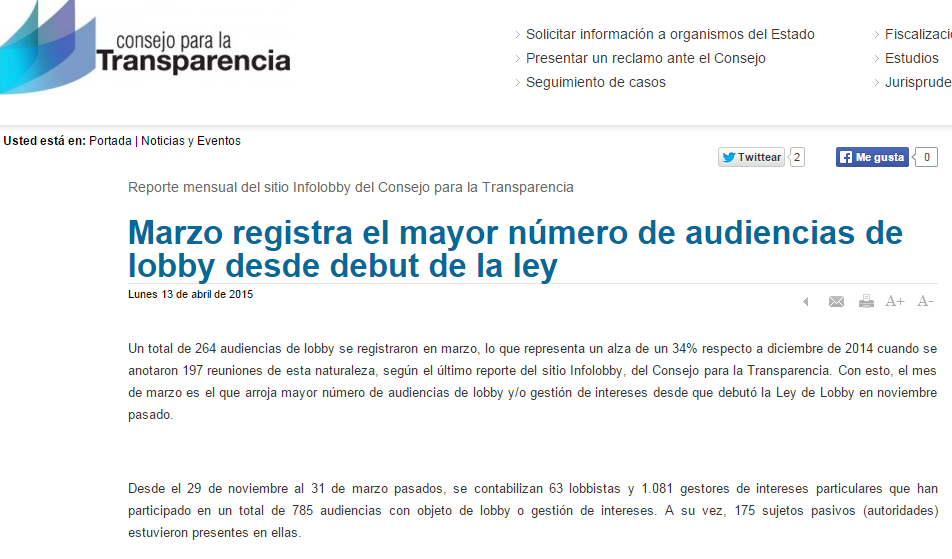 consejo para la
Transparencia
Solicitar información a organismos del Estado
Presentar un reclamo ante el Consejo
Seguimiento de casos
Estudios
Usted está en: Portada | Noticias y Eventos
Twittear 2
Me gusta 0
Reporte mensual del sitio Infolobby del Consejo para la Transparencia
Marzo registra el mayor número de audiencias de
lobby desde debut de la ley
Lunes 13 de abril de 2015
A+ A-
Un total de 264 audiencias de lobby se registraron en marzo, lo que representa un alza de un 34% respecto a diciembre de 2014 cuando se
anotaron 197 reuniones de esta naturaleza, según el último reporte del sitio Infolobby, del Consejo para la Transparencia. Con esto, el mes
de marzo es el que arroja mayor número de audiencias de lobby y/o gestión de intereses desde que debutó la Ley de Lobby en noviembre
pasado.
Desde el 29 de noviembre al 31 de marzo pasados, se contabilizan 63 lobbistas y 1.081 gestores de intereses particulares que han
participado en un total de 785 audiencias con objeto de lobby o gestión de intereses. A su vez, 175 sujetos pasivos (autoridades)
estuvieron presentes en ellas.